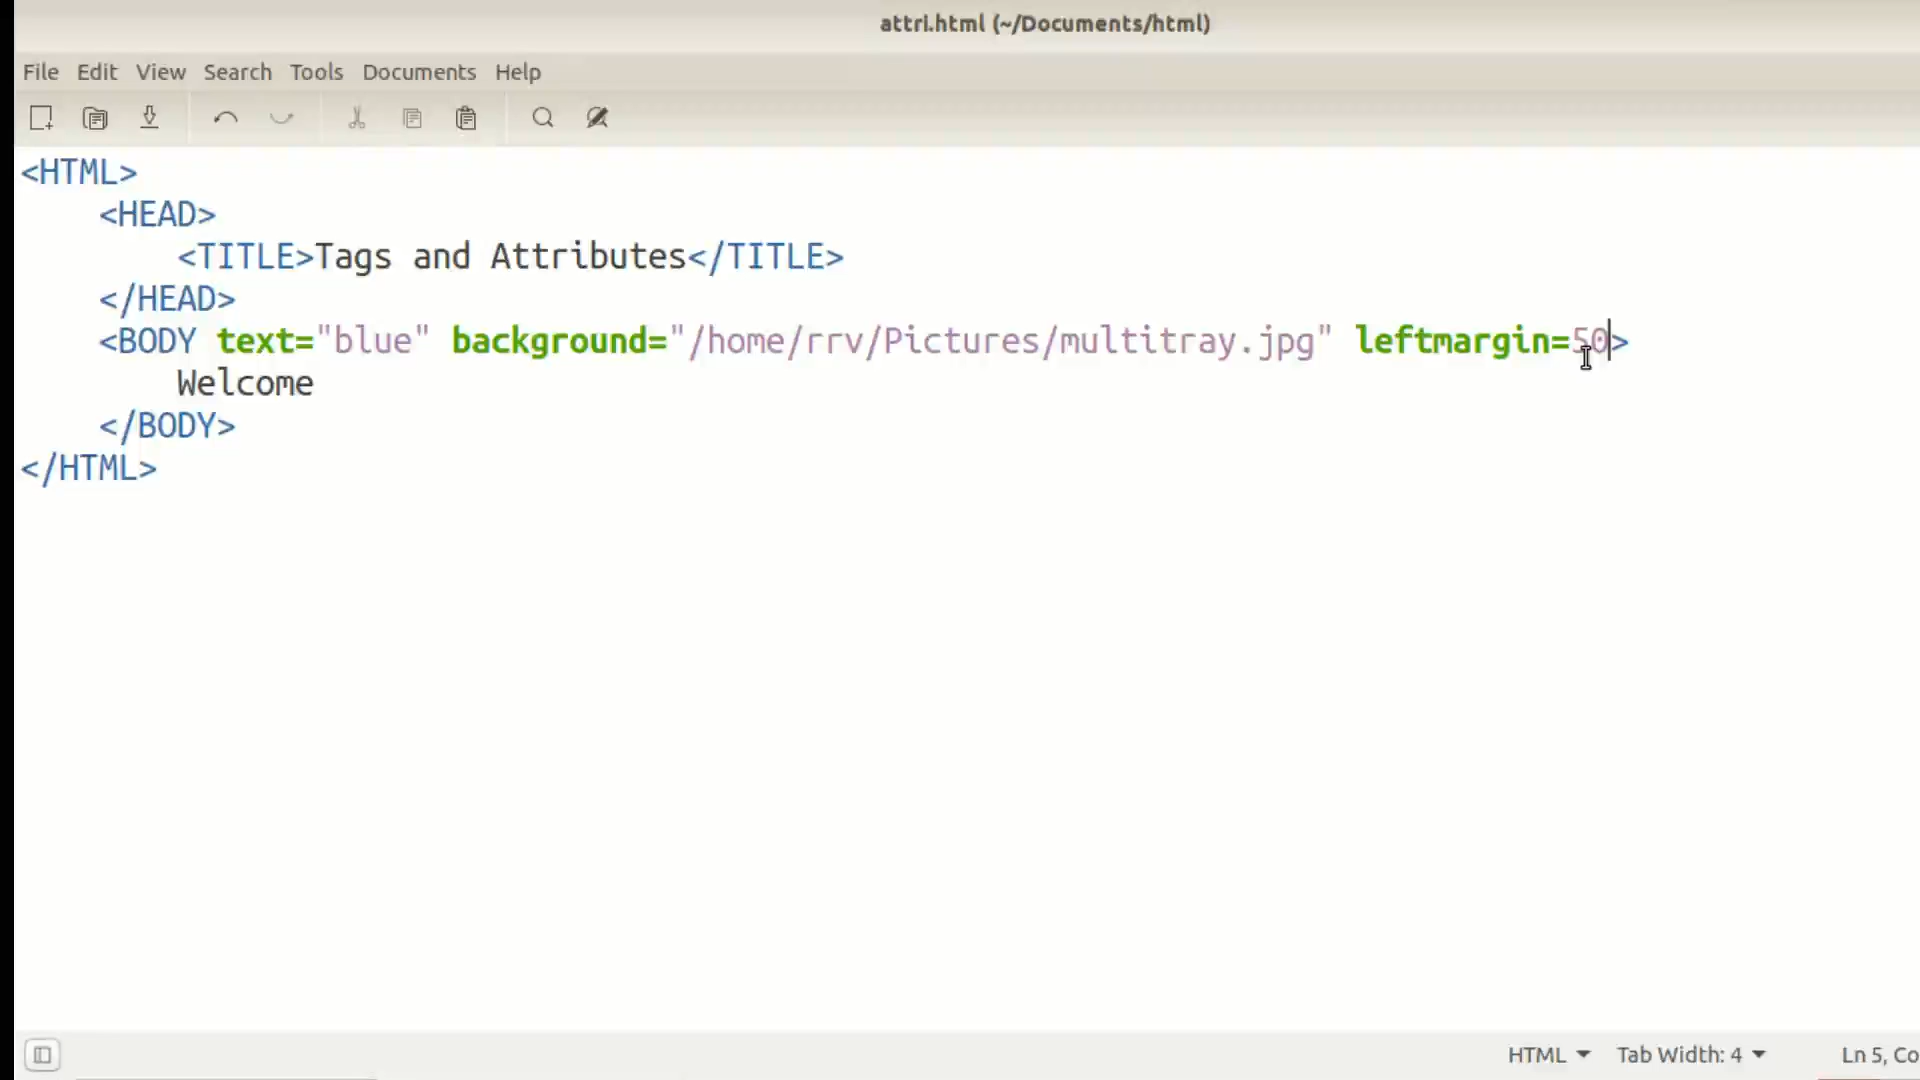 attri.html (~/Documents/html)
File Edit View Search Tools Documents Help
<HTML>
<HEAD>
<TITLE>Tags and Attributes</TITLE>
</HEAD>
<BODY text="blue" background="/home/rrv/Pictures/multitray.jpg" leftmargin=50>
Welcome
</BODY>
</HTML>
HTML Tab Width: 4 Ln 5, Co